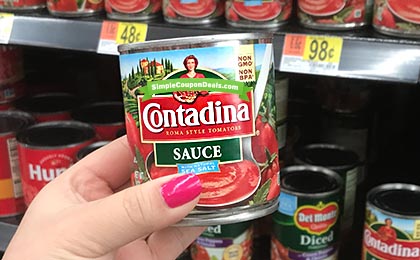 48¢
98¢
NON
GMO
NON
BPA
SimpleCouponDeals.com
Contadina
ROMA STYLE TOMATOES
SAUCE
SEA SALT
Hun
Del Monte
Diced
Contadina